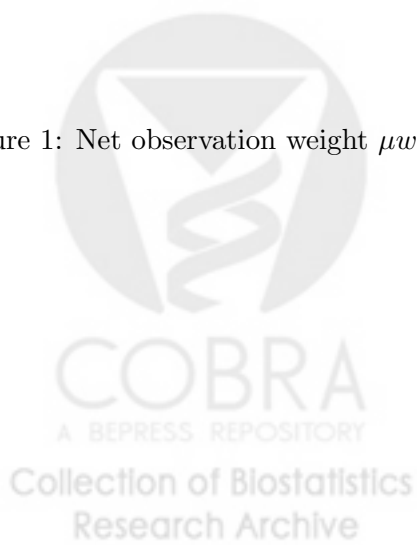 ure 1: Net observation weight μw
COBRA
A BEPRESS REPOSITORY
Collection of Biostatistics
Research Archive